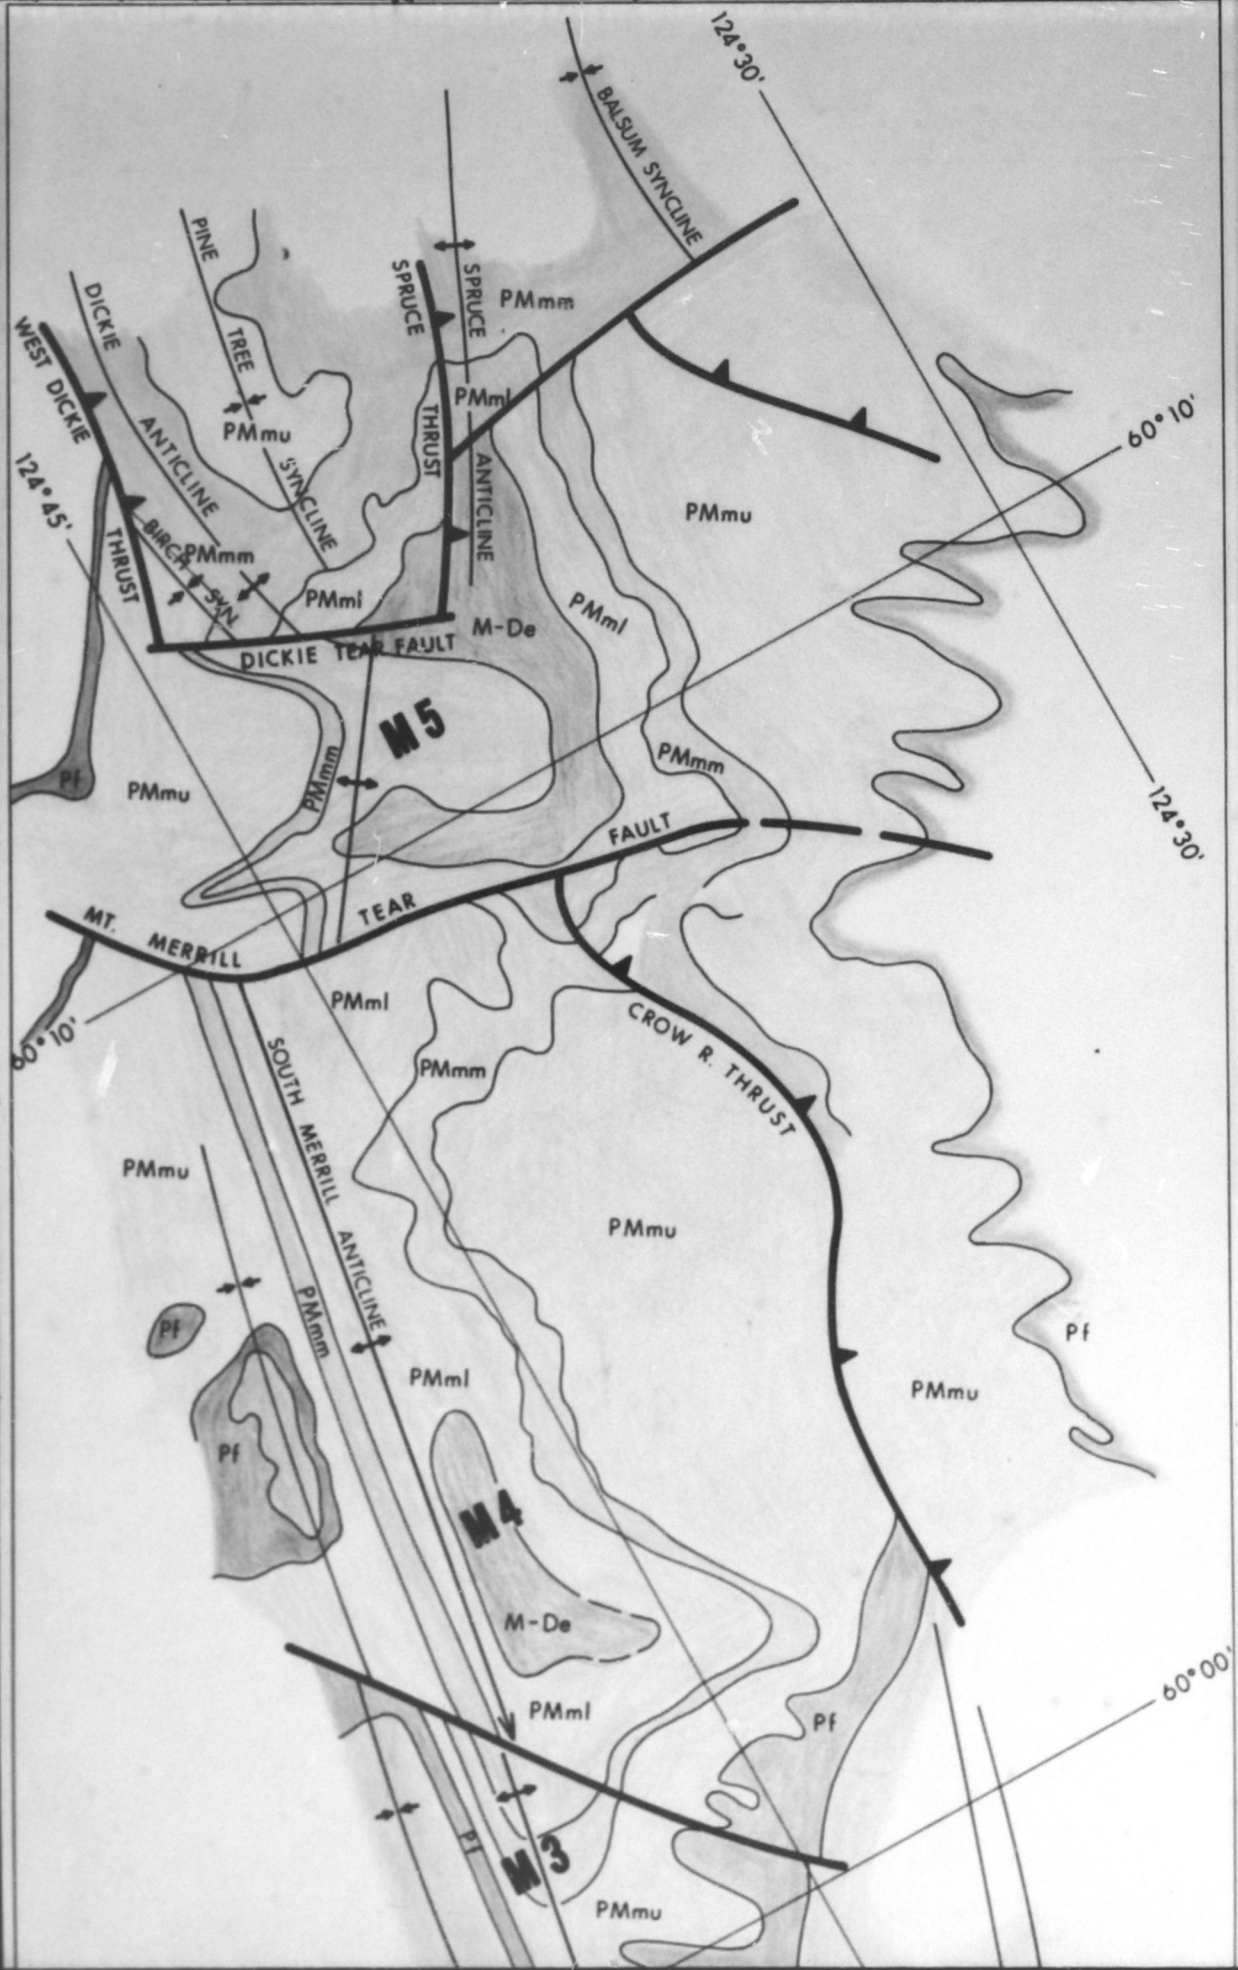 124°30'
BALSUM SYNCLINE
PINE TREE SYNCLINE
SPRUCE THRUST
SPRUCE ANTICLINE
PMmm
DICKIE ANTICLINE
WEST DICKIE THRUST
PMml
PMmu
60°10'
124°45'
PMmu
BIRCH SYN.
PMmm
PMml
PMml
M-De
DICKIE TEAR FAULT
M5
PMmm
PMmm
Pf
PMmu
124°30'
MT. MERRILL TEAR FAULT
PMml
CROW R. THRUST
60°10'
PMmm
SOUTH MERRILL ANTICLINE
PMmu
PMmu
PMmm
Pf
Pf
PMml
PMmu
Pf
M4
M-De
60°00'
PMml
Pf
Pf
M3
PMmu